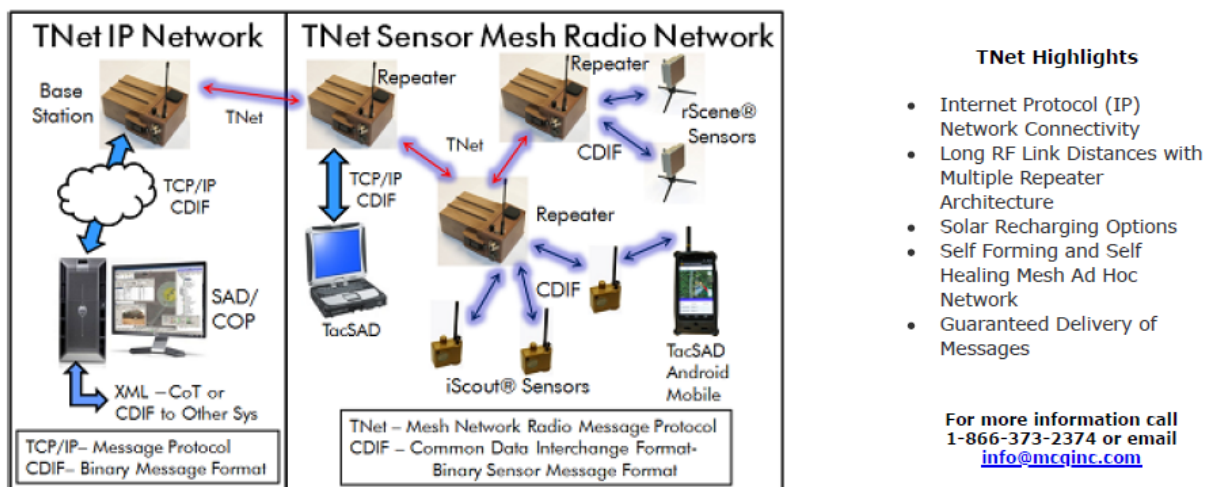 TNet IP Network
Base
Station
TNet
TCP/IP
CDIF
SAD/
COP
XML –CoT or
CDIF to Other Sys
TCP/IP– Message Protocol
CDIF– Binary Message Format
TNet Sensor Mesh Radio Network
Repeater
Repeater
rScene® 
Sensors
TNet
CDIF
TCP/IP
CDIF
Repeater
CDIF
TacSAD
iScout® Sensors
TacSAD
Android
Mobile
TNet – Mesh Network Radio Message Protocol
CDIF – Common Data Interchange Format-
Binary Sensor Message Format
TNet Highlights
• Internet Protocol (IP)
Network Connectivity
• Long RF Link Distances with
Multiple Repeater
Architecture
• Solar Recharging Options
• Self Forming and Self
Healing Mesh Ad Hoc
Network
• Guaranteed Delivery of
Messages
For more information call
1-866-373-2374 or email
info@mcqinc.com